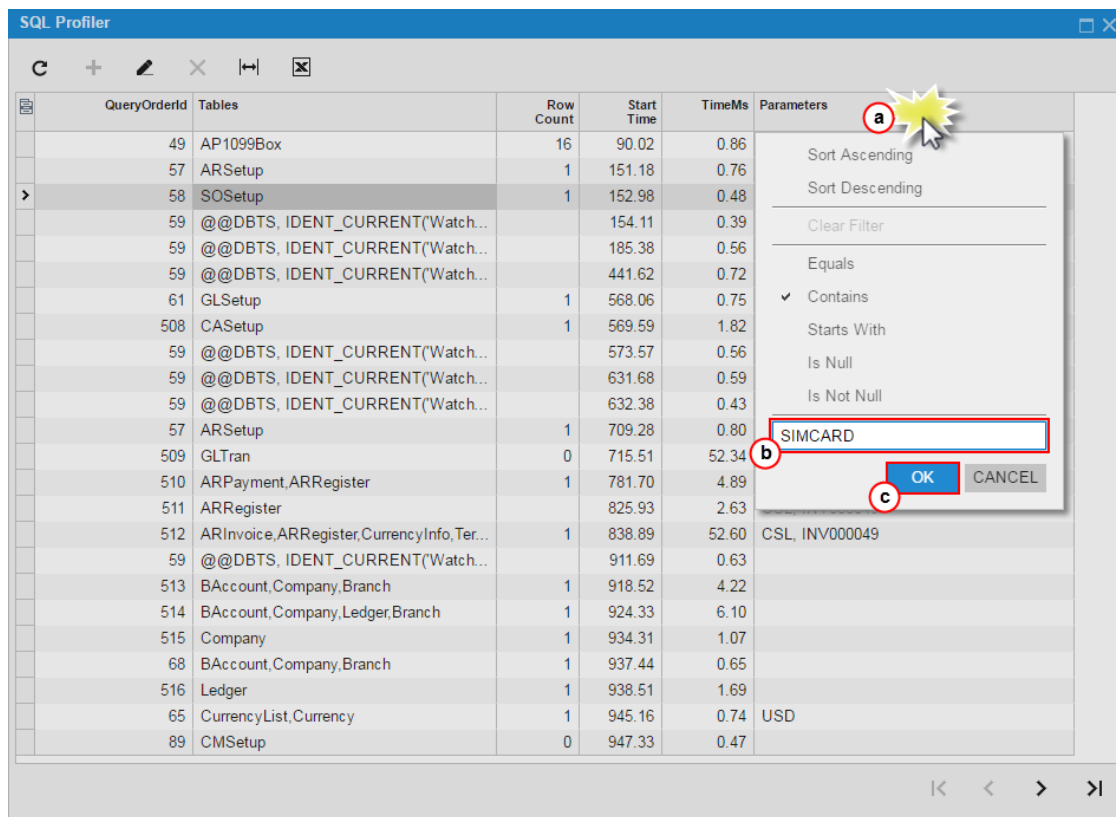 SQL Profiler
QueryOrderId Tables Row Count Start Time TimeMs Parameters
49 AP1099Box 16 90.02 0.86
57 ARSetup 1 151.18 0.76
58 SOSetup 1 152.98 0.48
59 @@DBTS, IDENT_CURRENT('Watch... 154.11 0.39
59 @@DBTS, IDENT_CURRENT('Watch... 185.38 0.56
59 @@DBTS, IDENT_CURRENT('Watch... 441.62 0.72
61 GLSetup 1 568.06 0.75
508 CASetup 1 569.59 1.82
59 @@DBTS, IDENT_CURRENT('Watch... 573.57 0.56
59 @@DBTS, IDENT_CURRENT('Watch... 631.68 0.59
59 @@DBTS, IDENT_CURRENT('Watch... 632.38 0.43
57 ARSetup 1 709.28 0.80
509 GLTran 0 715.51 52.34
510 ARPayment,ARRegister 1 781.70 4.89
511 ARRegister 825.93 2.63
512 ARInvoice,ARRegister,CurrencyInfo,Ter... 1 838.89 52.60 CSL, INV000049
59 @@DBTS, IDENT_CURRENT('Watch... 911.69 0.63
513 BAccount,Company,Branch 1 918.52 4.22
514 BAccount,Company,Ledger,Branch 1 924.33 6.10
515 Company 1 934.31 1.07
68 BAccount,Company,Branch 1 937.44 0.65
516 Ledger 1 938.51 1.69
65 CurrencyList,Currency 1 945.16 0.74 USD
89 CMSetup 0 947.33 0.47
a
Sort Ascending
Sort Descending
Clear Filter
Equals
Contains
Starts With
Is Null
Is Not Null
SIMCARD
b
OK CANCEL
c